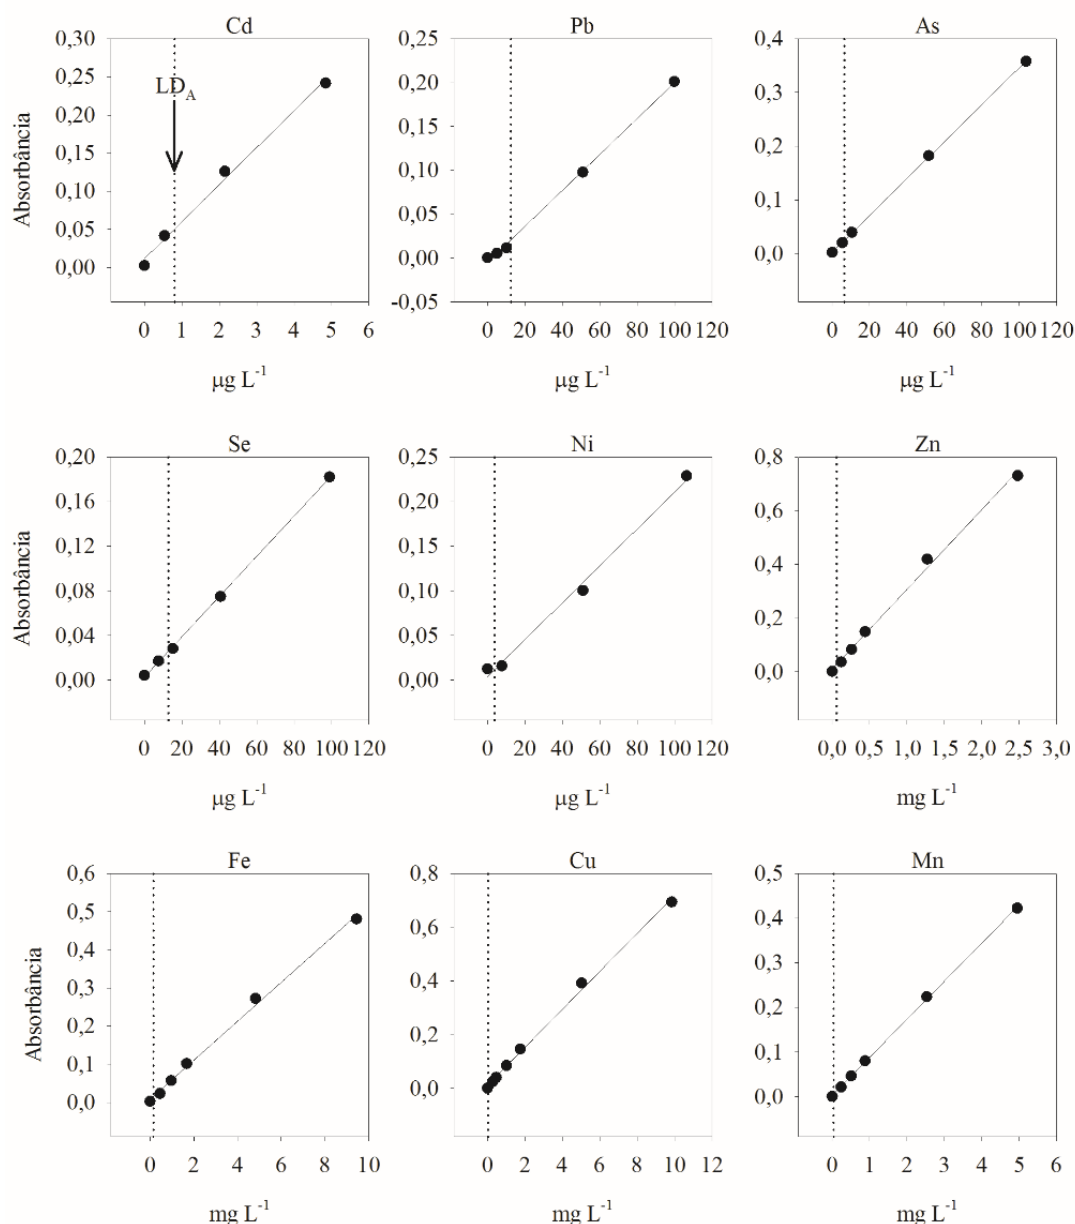 Cd
Pb
As
0,30
0,25
0,20
0,15
0,10
0,05
0,00
LD_A
Absorbância
0 1 2 3 4 5 6
µg L⁻¹
0,25
0,20
0,15
0,10
0,05
0,00
-0,05
0 20 40 60 80 100 120
µg L⁻¹
0,4
0,3
0,2
0,1
0,0
0 20 40 60 80 100 120
µg L⁻¹
Se
Ni
Zn
0,20
0,16
0,12
0,08
0,04
0,00
Absorbância
0 20 40 60 80 100 120
µg L⁻¹
0,25
0,20
0,15
0,10
0,05
0,00
0 20 40 60 80 100 120
µg L⁻¹
0,8
0,6
0,4
0,2
0,0
0,0 0,5 1,0 1,5 2,0 2,5 3,0
mg L⁻¹
Fe
Cu
Mn
0,6
0,5
0,4
0,3
0,2
0,1
0,0
Absorbância
0 2 4 6 8 10
mg L⁻¹
0,8
0,6
0,4
0,2
0,0
0 2 4 6 8 10 12
mg L⁻¹
0,5
0,4
0,3
0,2
0,1
0,0
0 1 2 3 4 5 6
mg L⁻¹